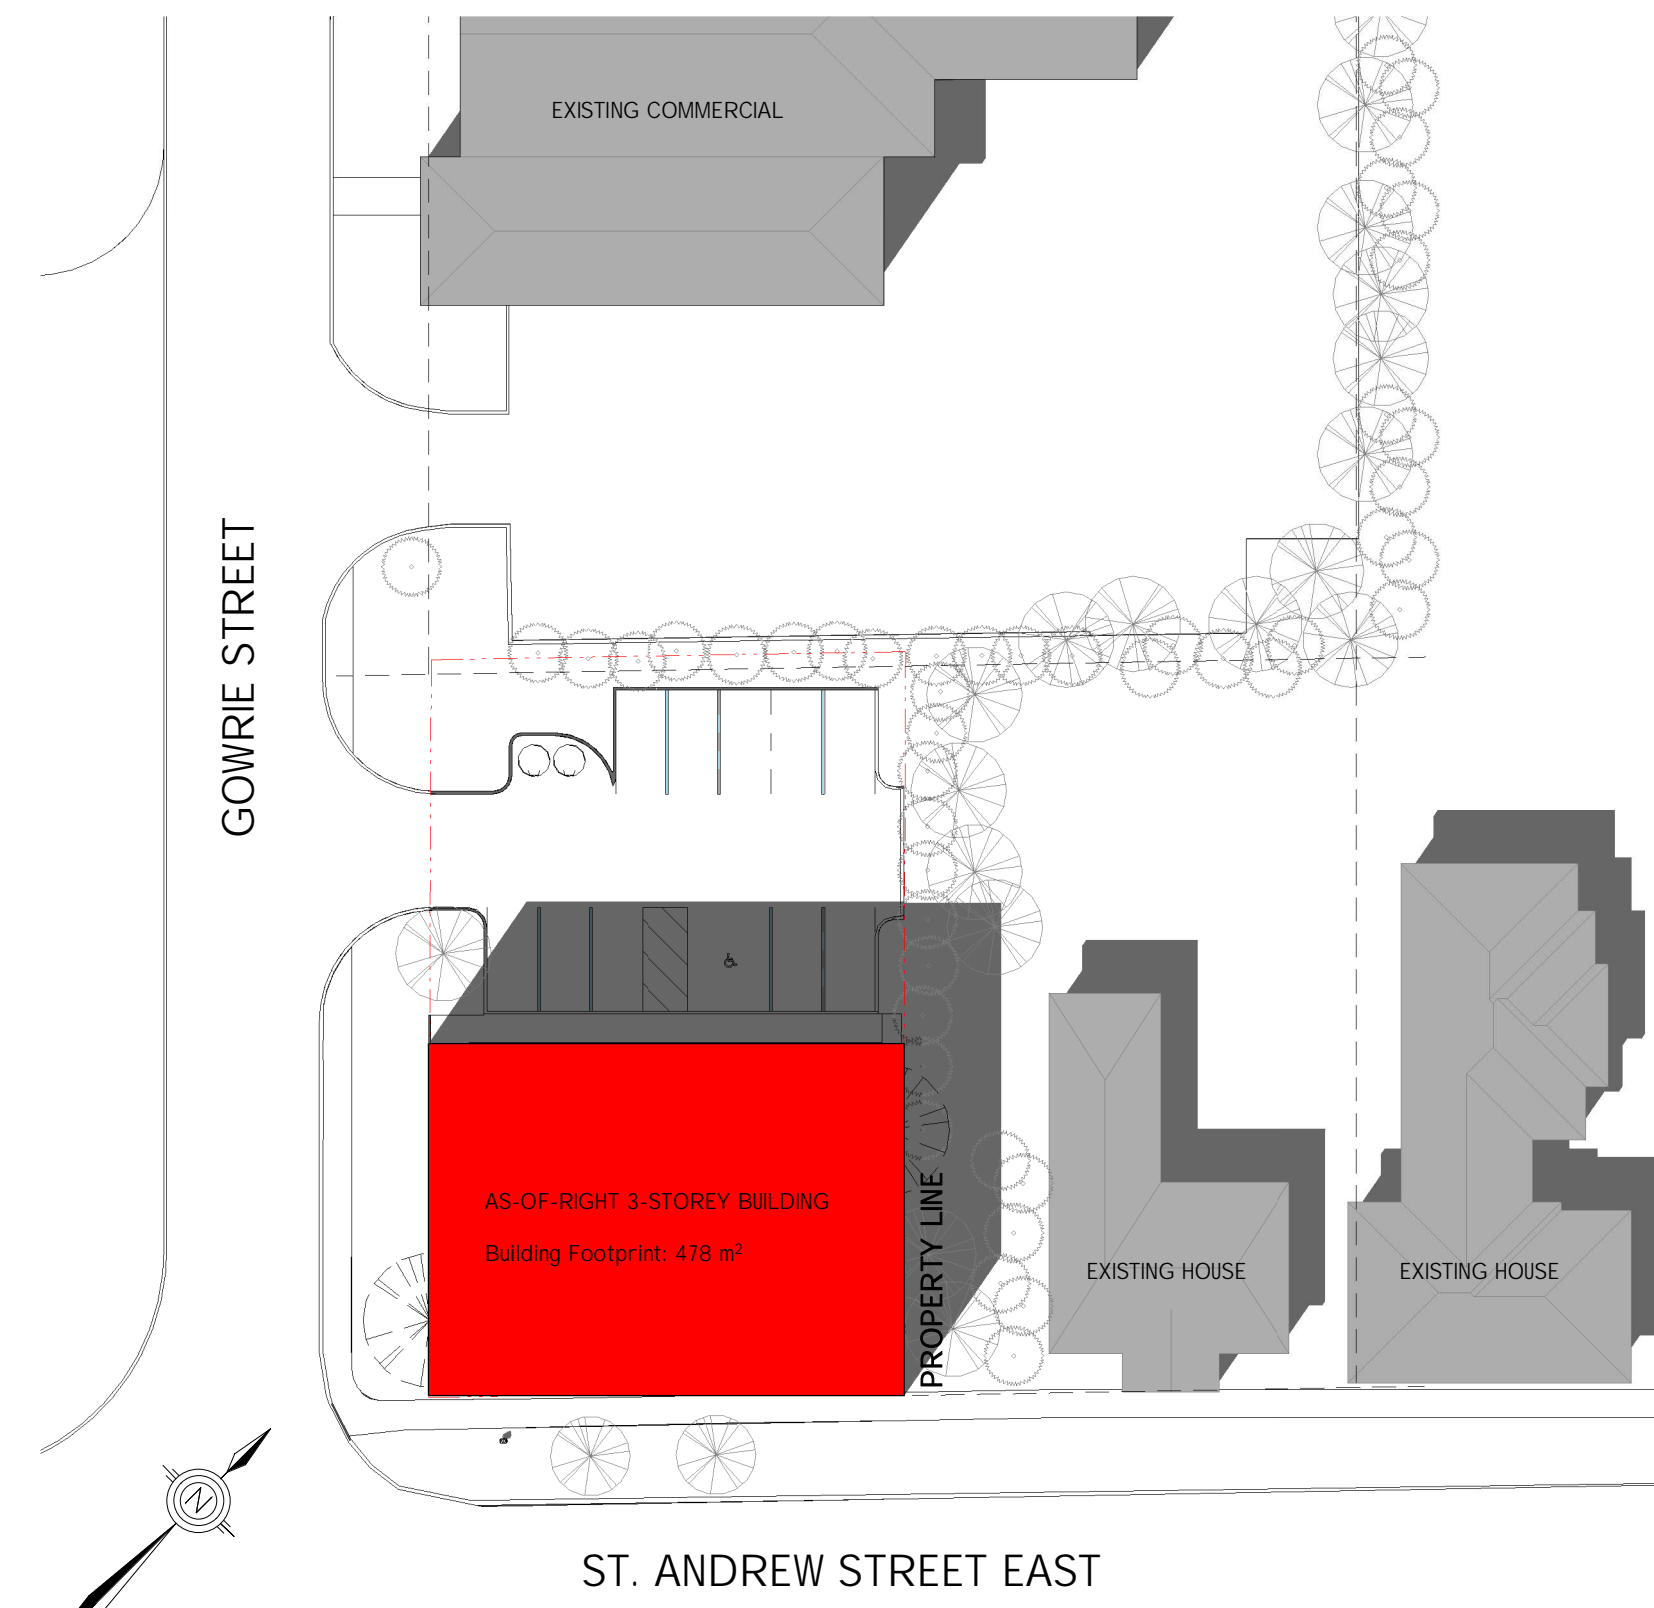 EXISTING COMMERCIAL
GOWRIE STREET
AS-OF-RIGHT 3-STOREY BUILDING
Building Footprint: 478 m²
PROPERTY LINE
EXISTING HOUSE
EXISTING HOUSE
N
ST. ANDREW STREET EAST